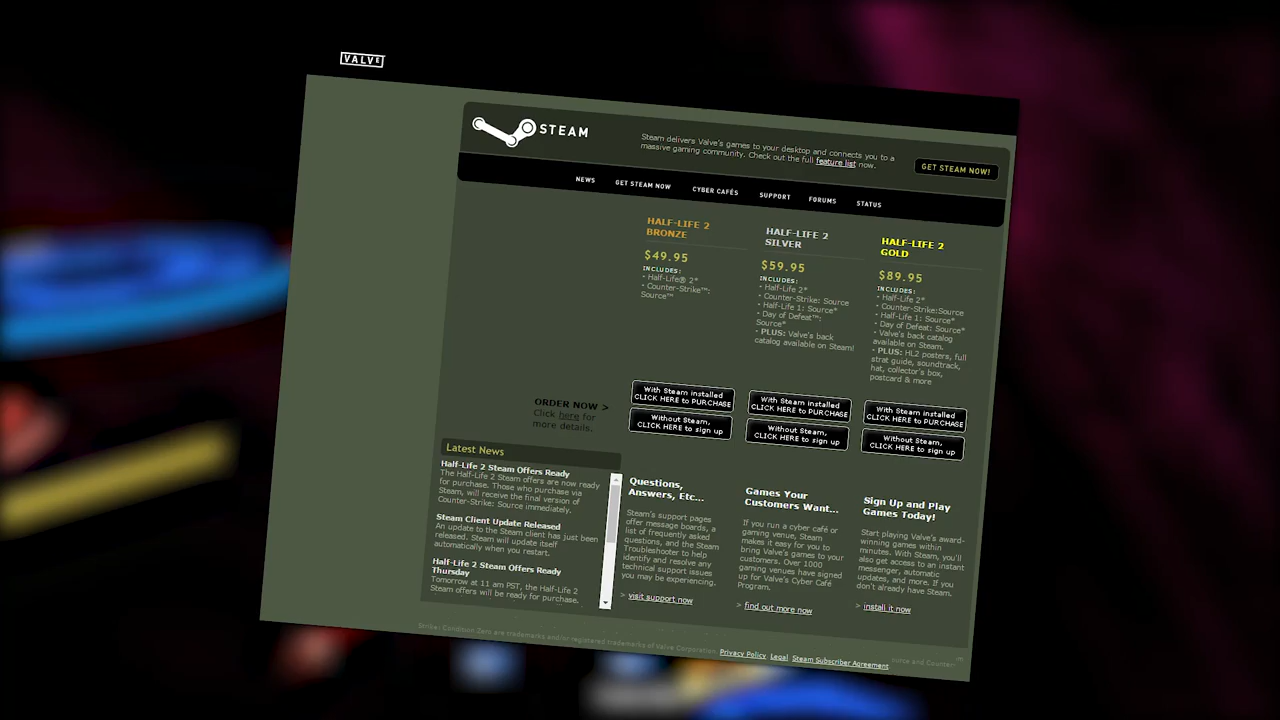 VALVE
STEAM
Steam delivers Valve's games to your desktop and connects you to a
massive gaming community. Check out the full feature list now.
GET STEAM NOW!
NEWS GET STEAM NOW CYBER CAFÉS SUPPORT FORUMS STATUS
HALF-LIFE 2
BRONZE
$49.95
INCLUDES:
- Half-Life® 2*
- Counter-Strike™:
Source™
HALF-LIFE 2
SILVER
$59.95
INCLUDES:
- Half-Life 2*
- Counter-Strike: Source
- Half-Life 1: Source*
- Day of Defeat™:
Source*
- PLUS: Valve's back
catalog available on Steam!
HALF-LIFE 2
GOLD
$89.95
INCLUDES:
- Half-Life 2*
- Counter-Strike:Source
- Half-Life 1: Source*
- Day of Defeat: Source*
- Valve's back catalog
available on Steam.
- PLUS: HL2 posters, full
strat guide, soundtrack,
hat, collector's box,
postcard & more
ORDER NOW >
Click here for
more details.
With Steam installed
CLICK HERE to PURCHASE
Without Steam,
CLICK HERE to sign up
With Steam installed
CLICK HERE to PURCHASE
Without Steam,
CLICK HERE to sign up
With Steam installed
CLICK HERE to PURCHASE
Without Steam,
CLICK HERE to sign up
Latest News
Half-Life 2 Steam Offers Ready
The Half-Life 2 Steam offers are now ready
for purchase. Those who purchase via
Steam, will receive the final version of
Counter-Strike: Source immediately.
Steam Client Update Released
An update to the Steam client has just been
released. Steam will update itself
automatically when you restart.
Half-Life 2 Steam Offers Ready
Thursday
Tomorrow at 11 am PST, the Half-Life 2
Steam offers will be ready for purchase.
Questions,
Answers, Etc...
Steam's support pages
offer message boards, a
list of frequently asked
questions, and the Steam
Troubleshooter to help
identify and resolve any
technical support issues
you may be experiencing.
> visit support now
Games Your
Customers Want...
If you run a cyber café or
gaming venue, Steam
makes it easy for you to
bring Valve's games to your
customers. Over 1000
gaming venues have signed
up for Valve's Cyber Café
Program.
> find out more now
Sign Up and Play
Games Today!
Start playing Valve's award-
winning games within
minutes. With Steam, you'll
also get access to an instant
messenger, automatic
updates, and more. If you
don't already have Steam.
> install it now
Strike: Condition Zero are trademarks and/or registered trademarks of Valve Corporation. Privacy Policy. Legal. Steam Subscriber Agreement